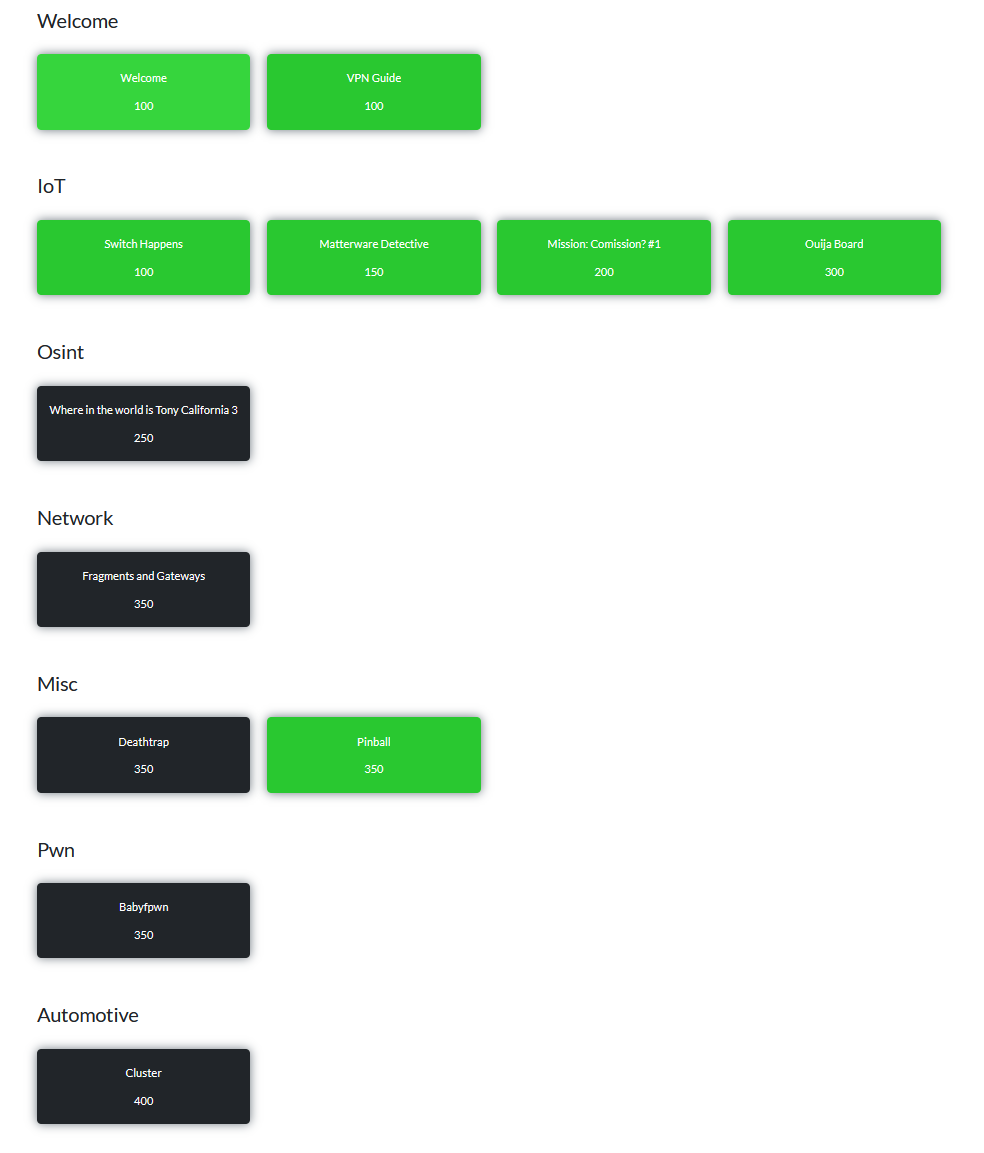 Welcome
Welcome
100
VPN Guide
100
IoT
Switch Happens
100
Matterware Detective
150
Mission: Comission? #1
200
Ouija Board
300
Osint
Where in the world is Tony California 3
250
Network
Fragments and Gateways
350
Misc
Deathtrap
350
Pinball
350
Pwn
Babyfpwn
350
Automotive
Cluster
400